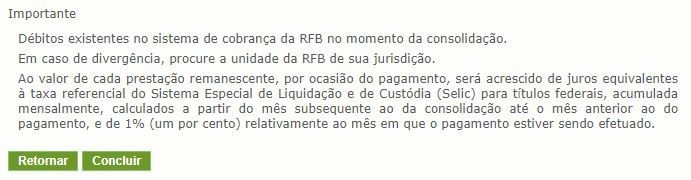 Importante
Débitos existentes no sistema de cobrança da RFB no momento da consolidação.
Em caso de divergência, procure a unidade da RFB de sua jurisdição.
Ao valor de cada prestação remanescente, por ocasião do pagamento, será acrescido de juros equivalentes
à taxa referencial do Sistema Especial de Liquidação e de Custódia (Selic) para títulos federais, acumulada
mensalmente, calculados a partir do mês subsequente ao da consolidação até o mês anterior ao do
pagamento, e de 1% (um por cento) relativamente ao mês em que o pagamento estiver sendo efetuado.
Retornar Concluir